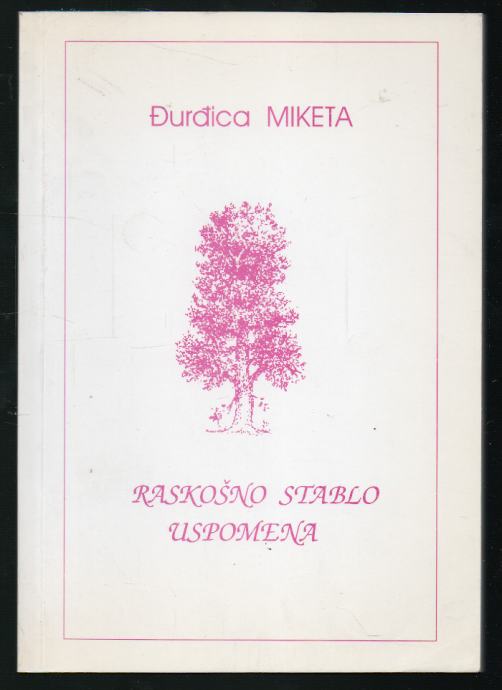 Đurđica MIKETA
RASKOŠNO STABLO
USPOMENA